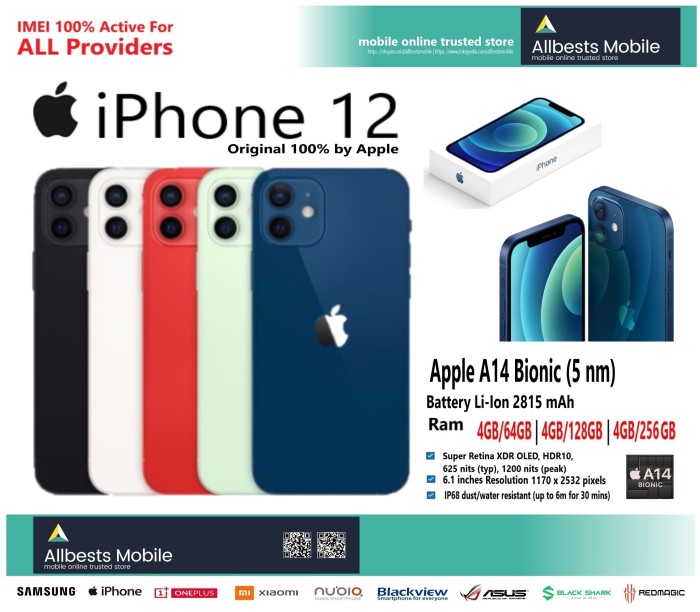 IMEI 100% Active For
ALL Providers
mobile online trusted store
Allbests Mobile
mobile online trusted store
iPhone 12
Original 100% by Apple
iPhone
Apple A14 Bionic (5 nm)
Battery Li-Ion 2815 mAh
Ram 4GB/64GB | 4GB/128GB | 4GB/256GB
Super Retina XDR OLED, HDR10,
625 nits (typ), 1200 nits (peak)
6.1 inches Resolution 1170 x 2532 pixels
IP68 dust/water resistant (up to 6m for 30 mins)
A14
BIONIC
Allbests Mobile
mobile online trusted store
SAMSUNG iPhone ONEPLUS xiaomi nubia Blackview ASUS BLACK SHARK REDMAGIC
Smartphone for everyone